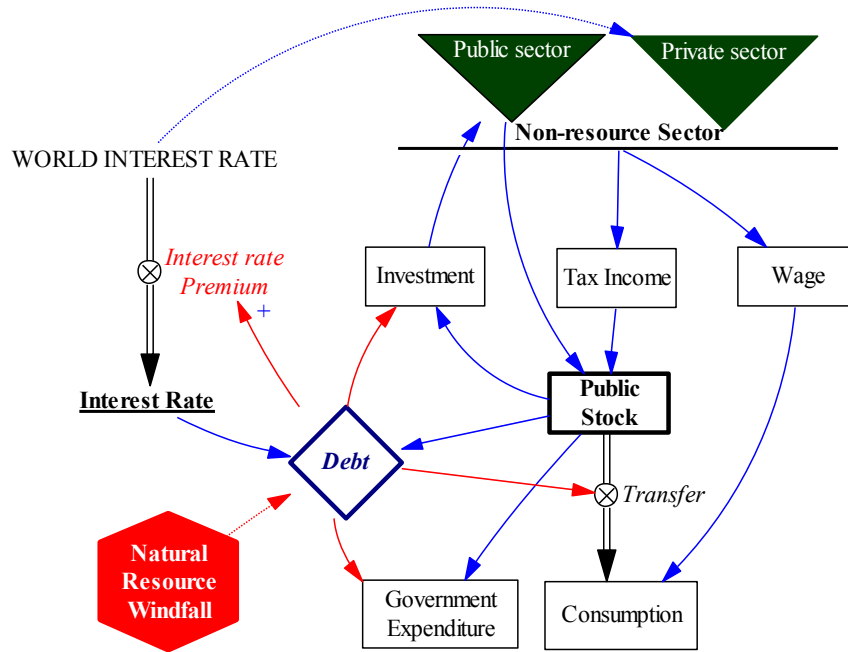 Public sector
Private sector
Non-resource Sector
WORLD INTEREST RATE
Interest rate
Premium
+
Investment
Tax Income
Wage
Interest Rate
Public
Stock
Debt
Transfer
Natural
Resource
Windfall
Government
Expenditure
Consumption